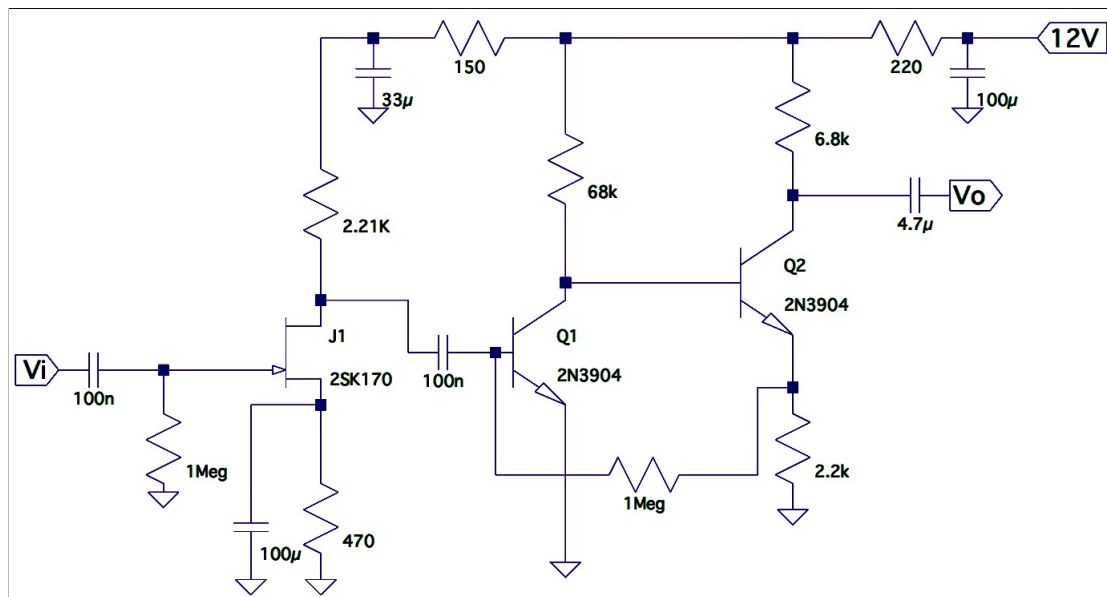 12V
150
220
33µ
100µ
6.8k
68k
2.21K
Vo
4.7µ
Q2
J1
Q1
2N3904
Vi
2SK170
100n
2N3904
100n
1Meg
2.2k
1Meg
100µ
470